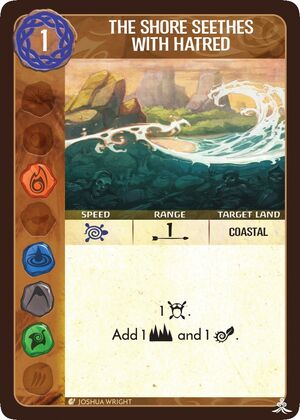 1
THE SHORE SEETHES
WITH HATRED
SPEED RANGE TARGET LAND
1 COASTAL
1 .
Add 1 and 1 .
JOSHUA WRIGHT